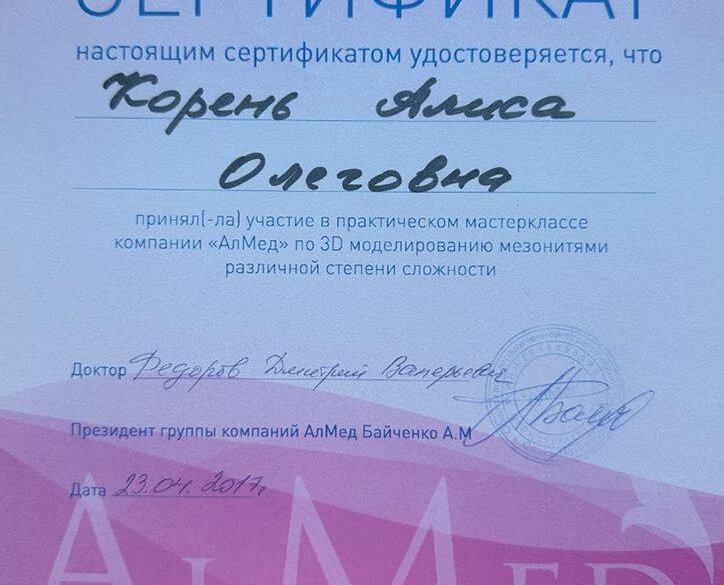 СЕРТИФИКАТ
настоящим сертификатом удостоверяется, что
Корень Алиса
Олеговна
принял(-ла) участие в практическом мастерклассе
компании «АлМед» по 3D моделированию мезонитями
различной степени сложности
Доктор Федоров Дмитрий Валерьевич
Президент группы компаний АлМед Байченко А.М
Дата 23.04.2017г
ALMED